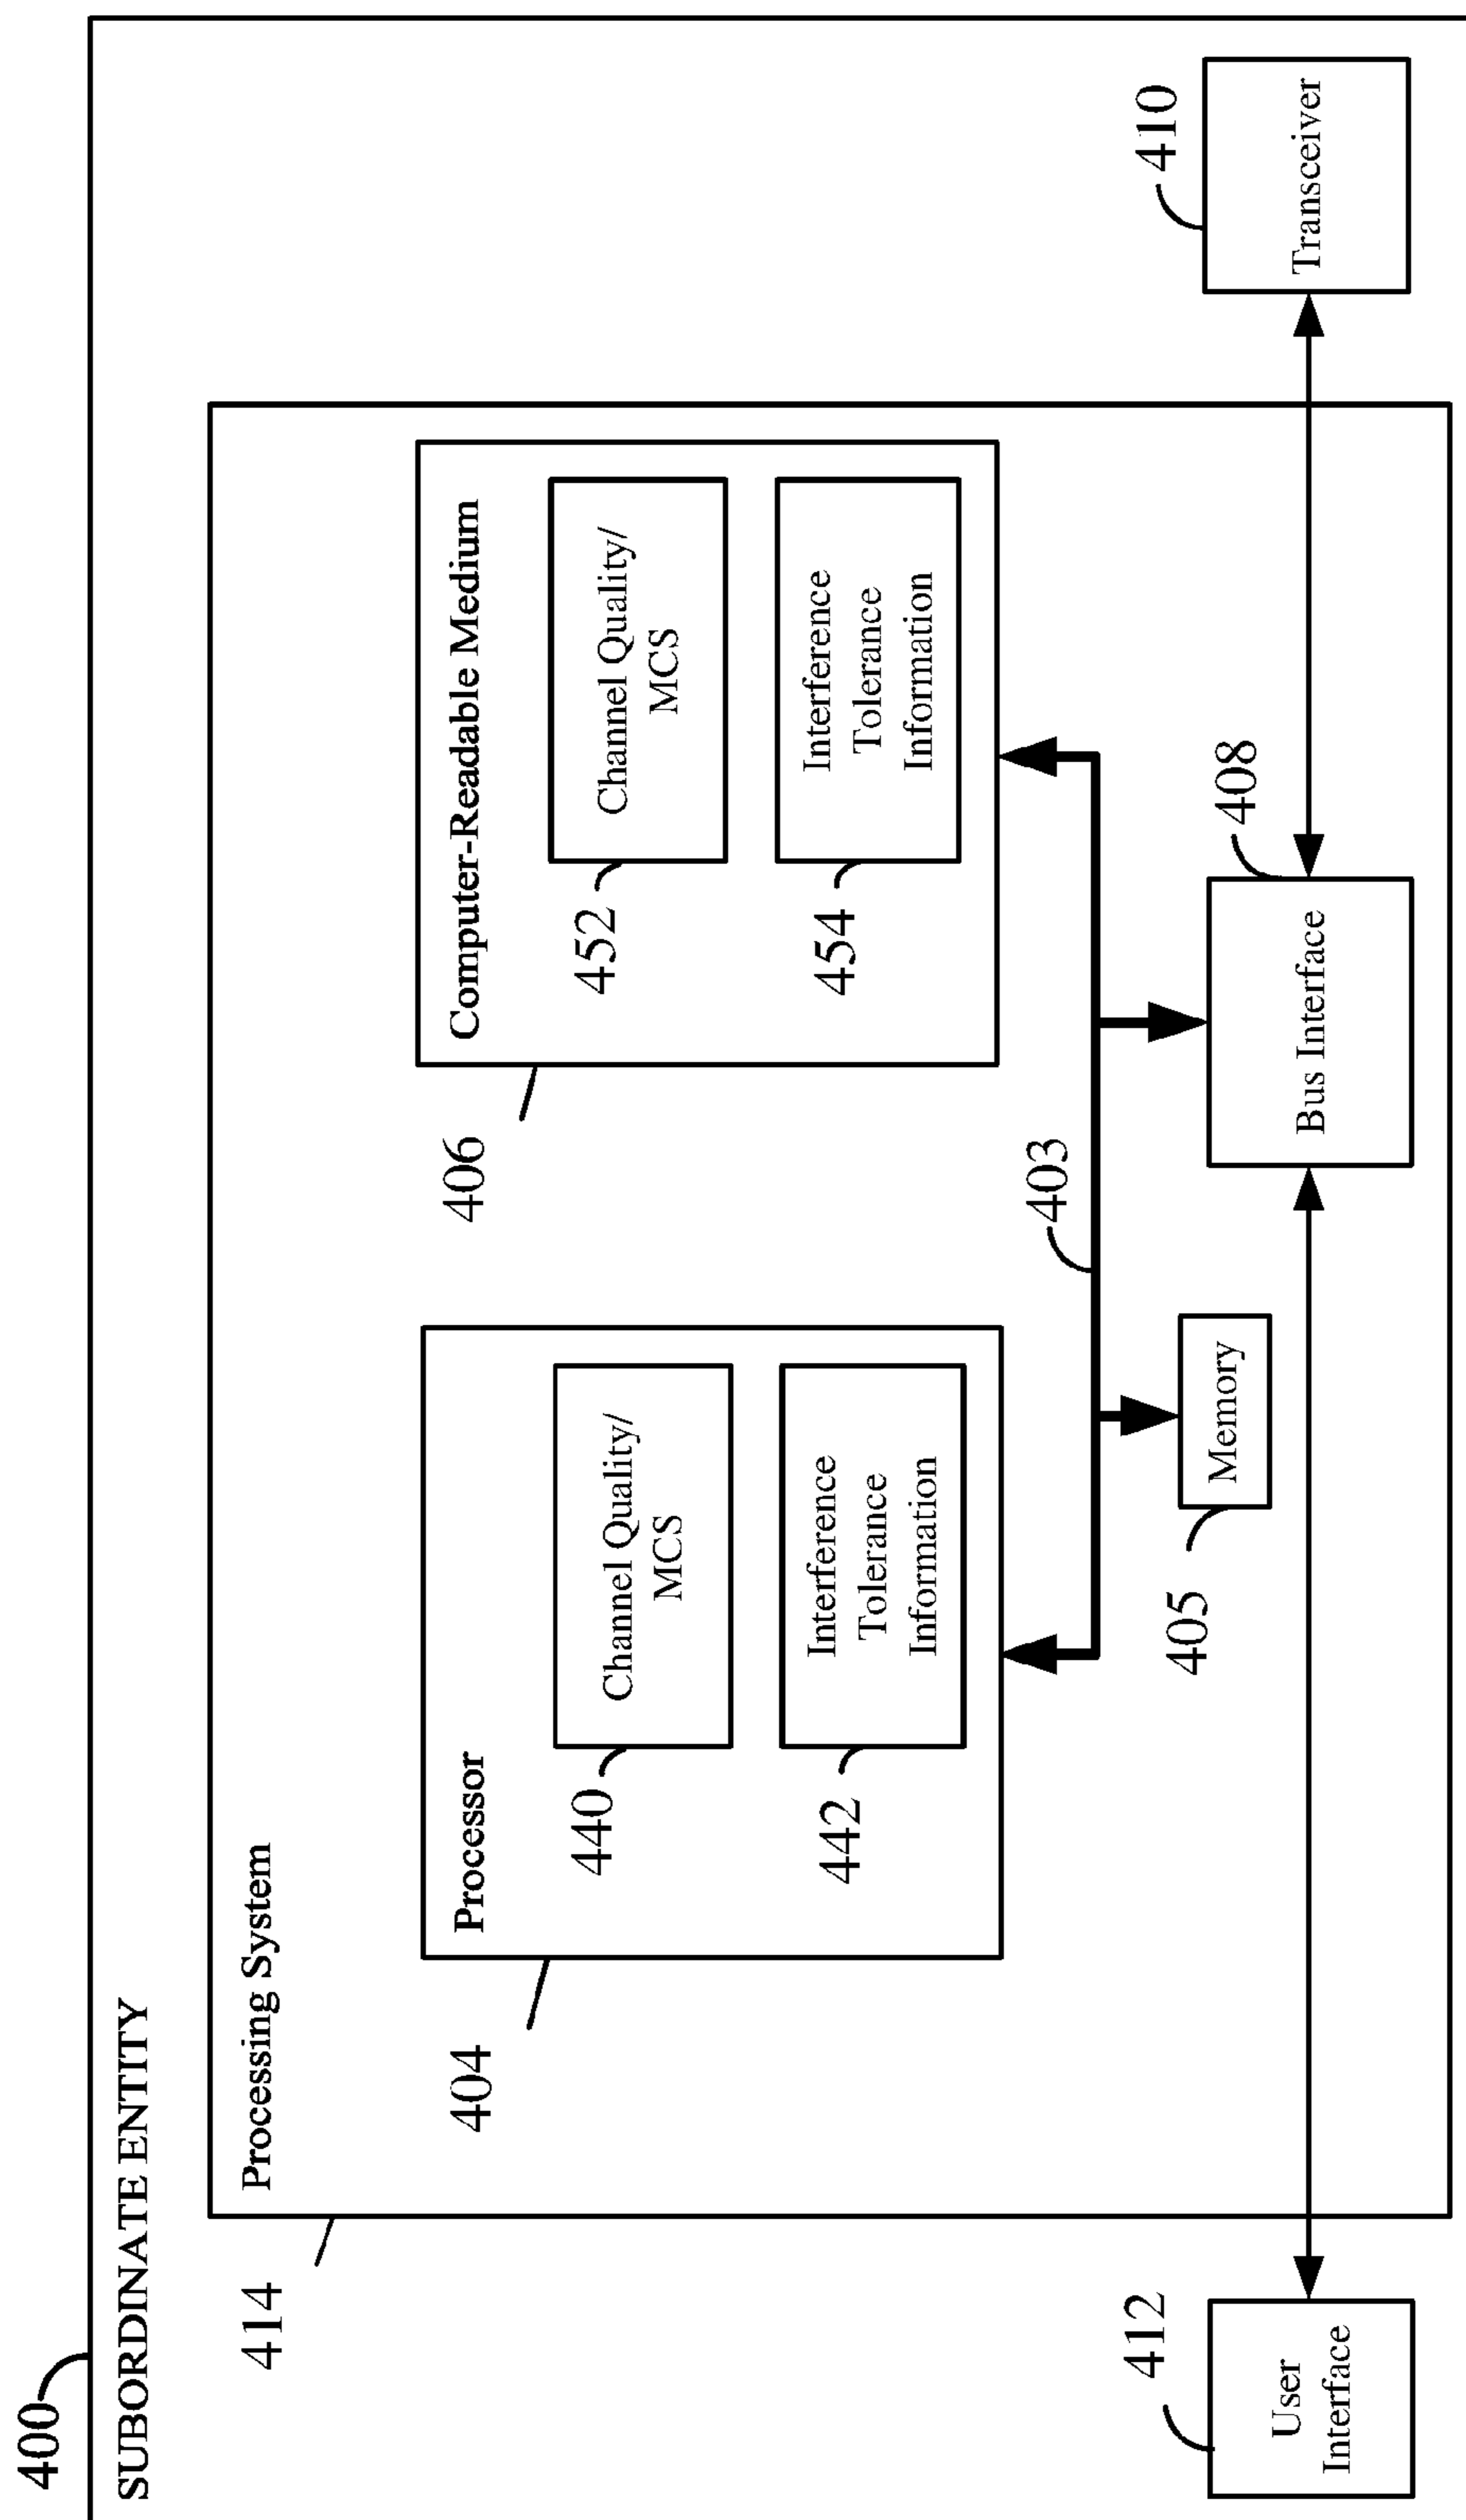 400
SUBORDINATE ENTITY
414
Processing System
404
Processor
440
Channel Quality/
MCS
442
Interference
Tolerance
Information
406
Computer-Readable Medium
452
Channel Quality/
MCS
454
Interference
Tolerance
Information
403
405
Memory
408
Bus Interface
412
User
Interface
410
Transceiver